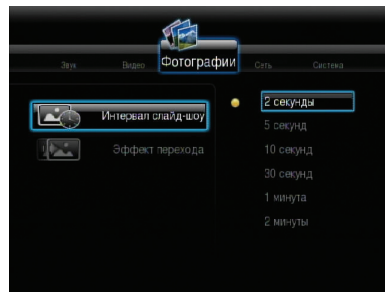 Звук Видео Фотографии Сеть Система
Интервал слайд-шоу
Эффект перехода
2 секунды
5 секунд
10 секунд
30 секунд
1 минута
2 минуты